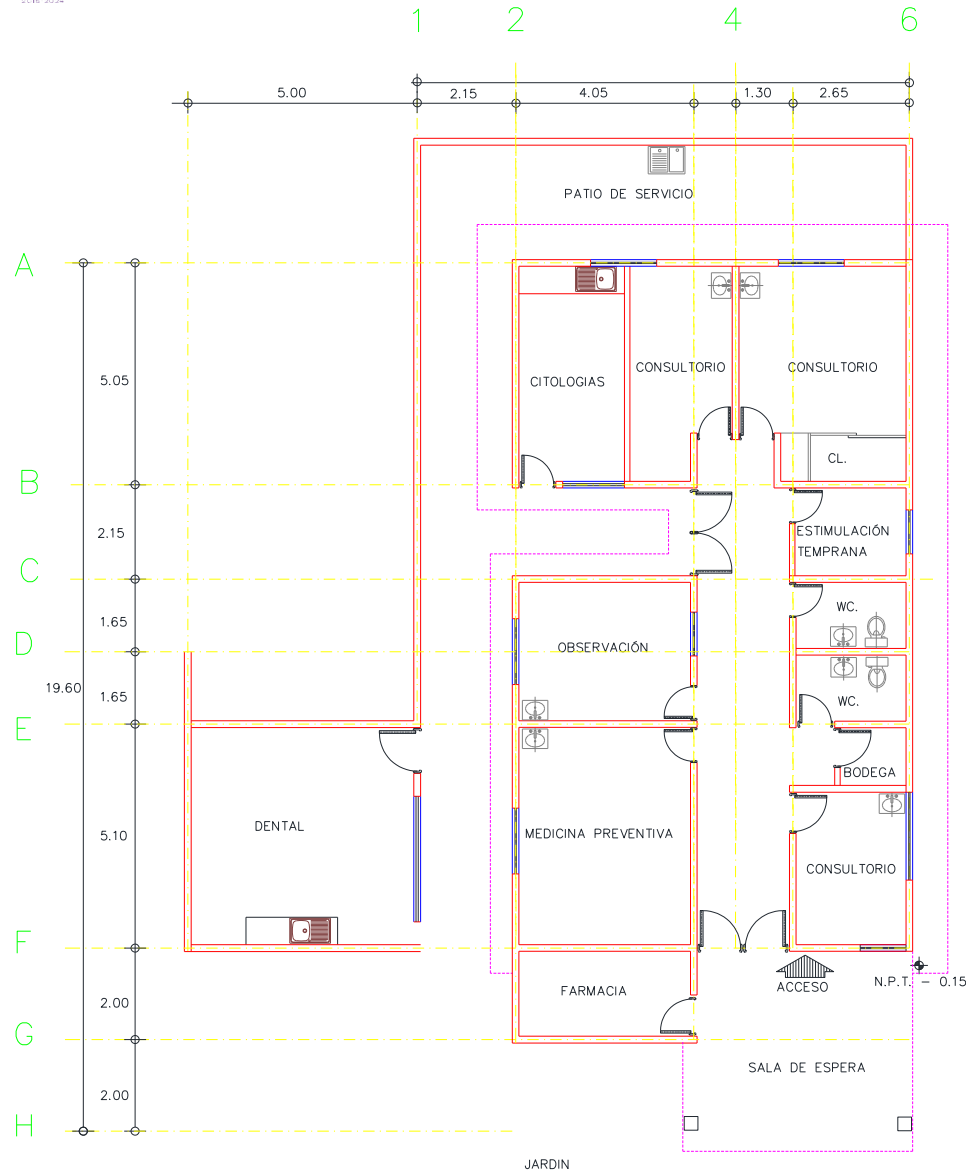 1 2 4 6
5.00 2.15 4.05 1.30 2.65
PATIO DE SERVICIO
A
5.05
CITOLOGIAS
CONSULTORIO
CONSULTORIO
CL.
B
2.15
ESTIMULACIÓN
TEMPRANA
C
1.65
WC.
OBSERVACIÓN
D
19.60
1.65
WC.
E
BODEGA
5.10
DENTAL
MEDICINA PREVENTIVA
CONSULTORIO
F
2.00
FARMACIA
ACCESO
N.P.T. - 0.15
G
SALA DE ESPERA
2.00
H
JARDIN